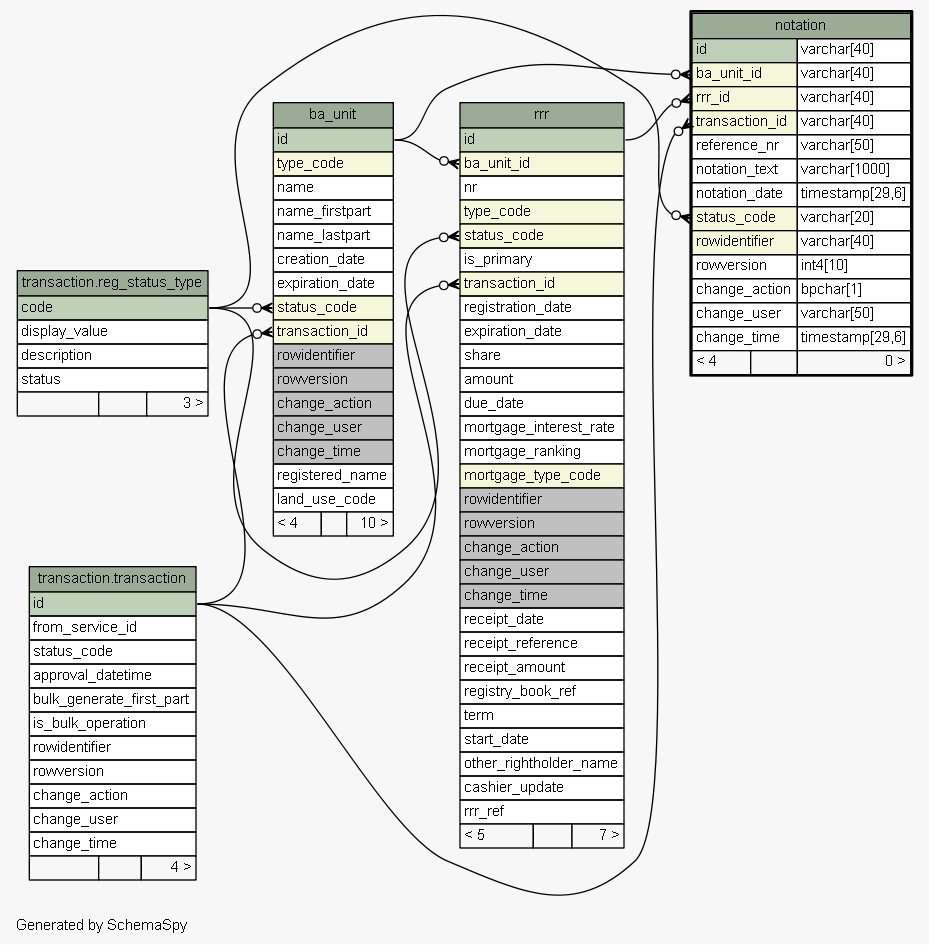 notation
id varchar[40]
ba_unit_id varchar[40]
rrr_id varchar[40]
transaction_id varchar[40]
reference_nr varchar[50]
notation_text varchar[1000]
notation_date timestamp[29,6]
status_code varchar[20]
rowidentifier varchar[40]
rowversion int4[10]
change_action bpchar[1]
change_user varchar[50]
change_time timestamp[29,6]
< 4 0 >
ba_unit
id
type_code
name
name_firstpart
name_lastpart
creation_date
expiration_date
status_code
transaction_id
rowidentifier
rowversion
change_action
change_user
change_time
registered_name
land_use_code
< 4 10 >
rrr
id
ba_unit_id
nr
type_code
status_code
is_primary
transaction_id
registration_date
expiration_date
share
amount
due_date
mortgage_interest_rate
mortgage_ranking
mortgage_type_code
rowidentifier
rowversion
change_action
change_user
change_time
receipt_date
receipt_reference
receipt_amount
registry_book_ref
term
start_date
other_rightholder_name
cashier_update
rrr_ref
< 5 7 >
transaction.reg_status_type
code
display_value
description
status
3 >
transaction.transaction
id
from_service_id
status_code
approval_datetime
bulk_generate_first_part
is_bulk_operation
rowidentifier
rowversion
change_action
change_user
change_time
4 >
Generated by SchemaSpy